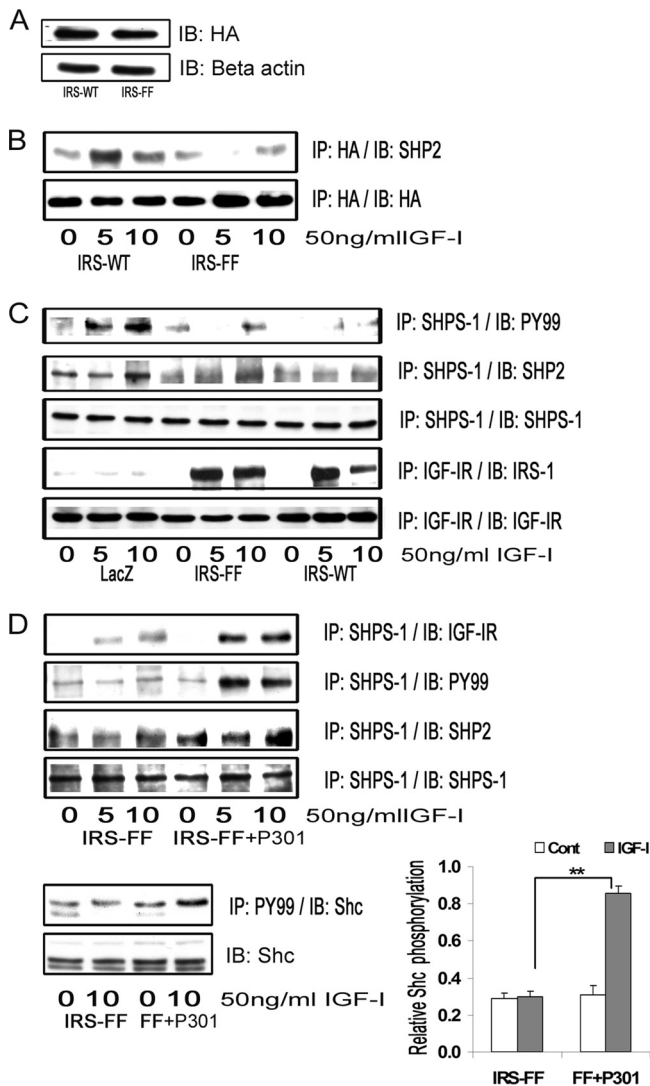 A
IB: HA
IB: Beta actin
IRS-WT IRS-FF
B
IP: HA / IB: SHP2
IP: HA / IB: HA
0 5 10 0 5 10 50ng/mlIGF-I
IRS-WT IRS-FF
C
IP: SHPS-1 / IB: PY99
IP: SHPS-1 / IB: SHP2
IP: SHPS-1 / IB: SHPS-1
IP: IGF-IR / IB: IRS-1
IP: IGF-IR / IB: IGF-IR
0 5 10 0 5 10 0 5 10 50ng/ml IGF-I
LacZ IRS-FF IRS-WT
D
IP: SHPS-1 / IB: IGF-IR
IP: SHPS-1 / IB: PY99
IP: SHPS-1 / IB: SHP2
IP: SHPS-1 / IB: SHPS-1
0 5 10 0 5 10 50ng/mlIGF-I
IRS-FF IRS-FF+P301
IP: PY99 / IB: Shc
IB: Shc
0 10 0 10 50ng/ml IGF-I
IRS-FF FF+P301
Cont IGF-I
Relative Shc phosphorylation
1.0
0.8
0.6
0.4
0.2
0.0
**
IRS-FF FF+P301